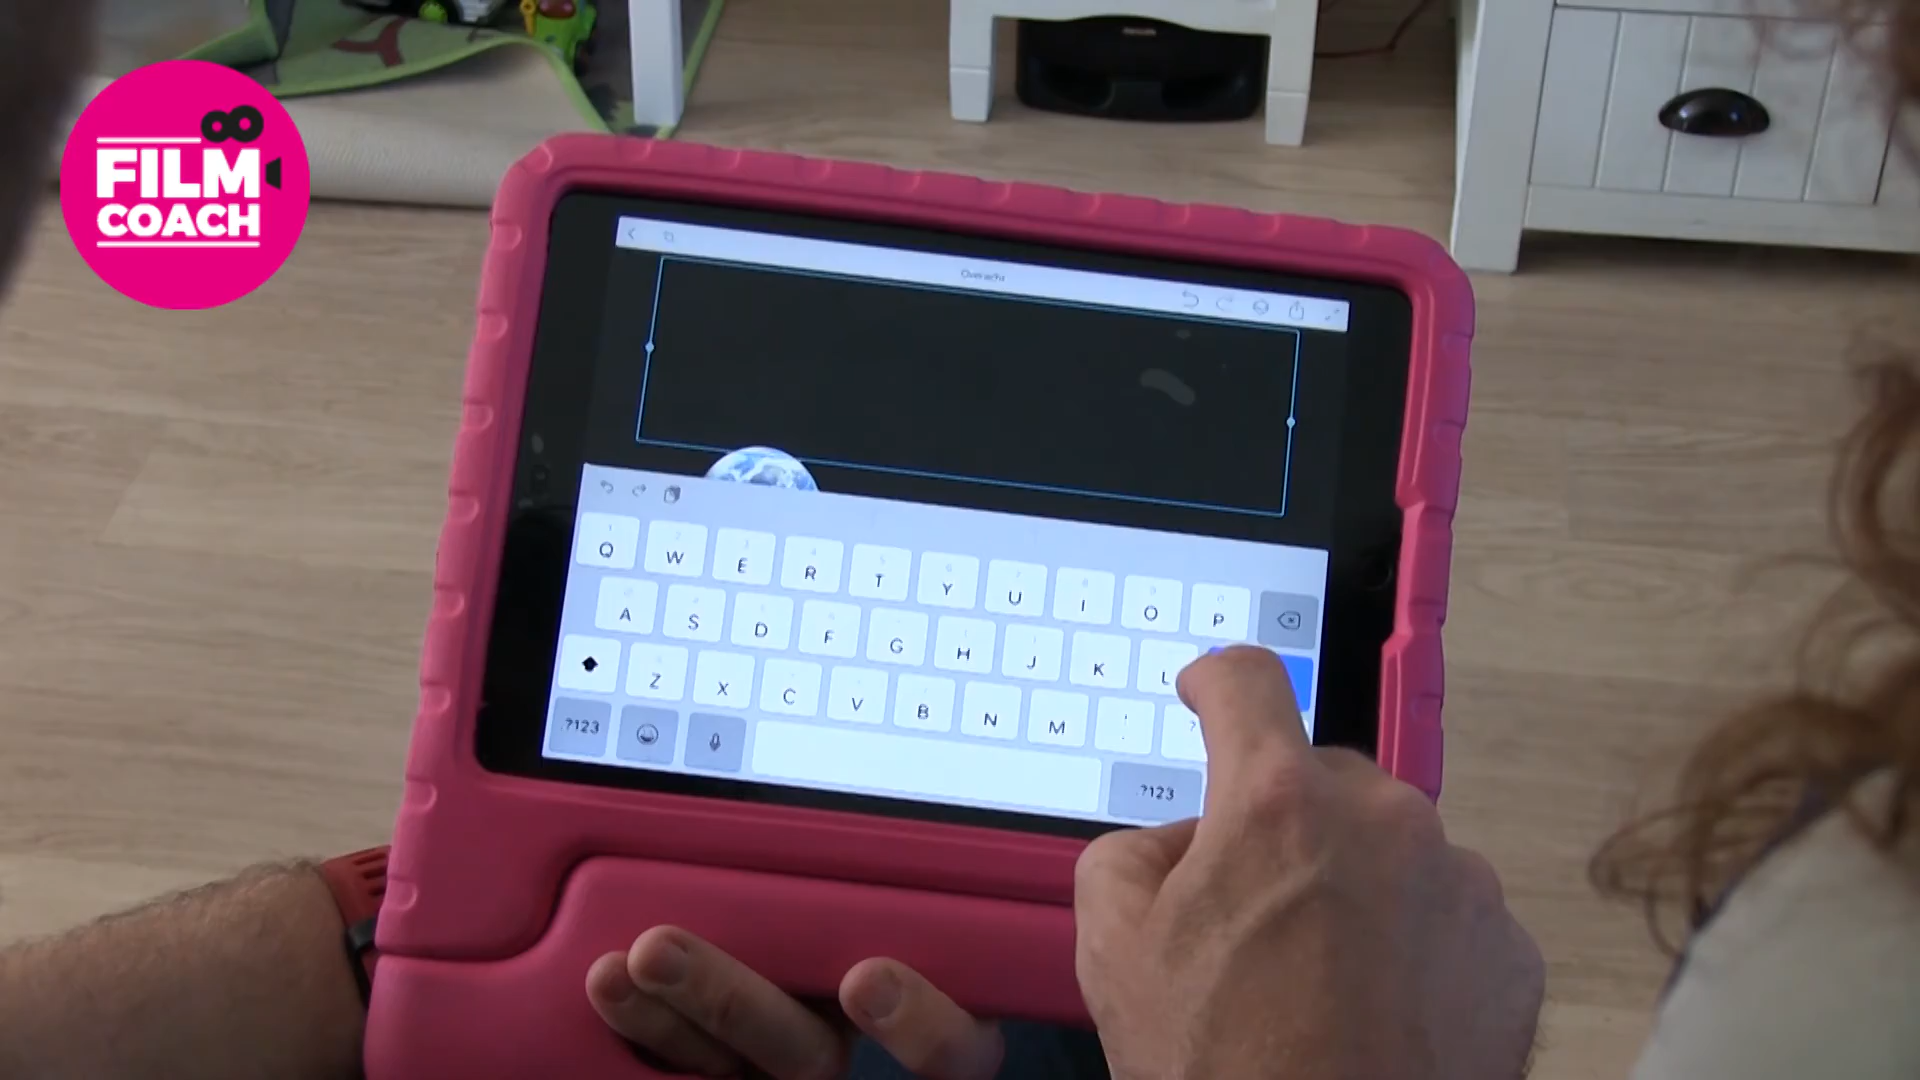 FILM
COACH
Q W E R T Y U I O P
A S D F G H J K L
Z X C V B N M ! ?
.?123 .?123